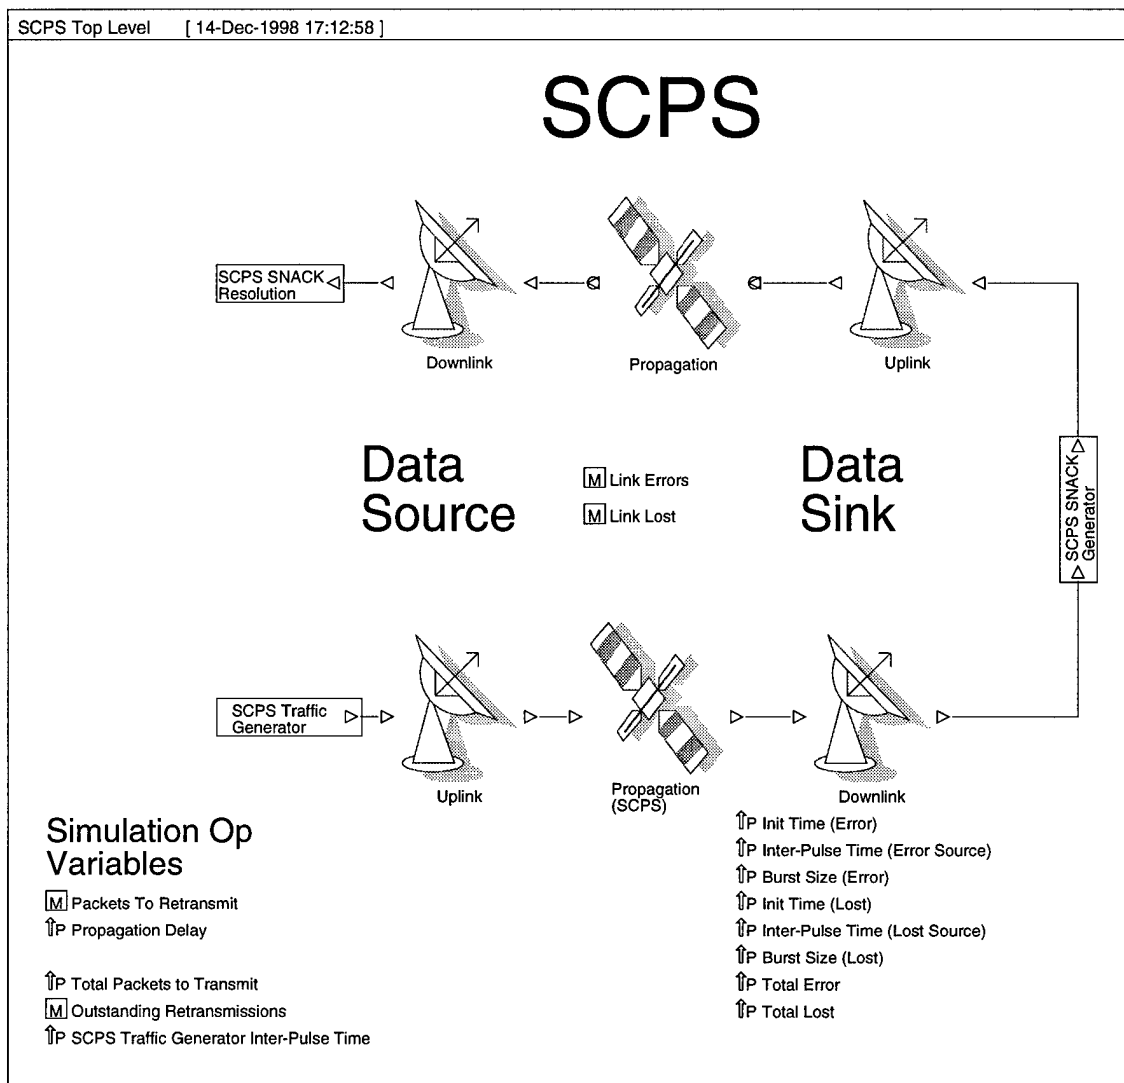 SCPS Top Level [ 14-Dec-1998 17:12:58 ]
SCPS
SCPS SNACK
Resolution
Downlink
Propagation
Uplink
Data
Source
M Link Errors
M Link Lost
Data
Sink
SCPS SNACK
Generator
SCPS Traffic
Generator
Uplink
Propagation
(SCPS)
Downlink
Simulation Op
Variables
M Packets To Retransmit
⇑P Propagation Delay
⇑P Total Packets to Transmit
M Outstanding Retransmissions
⇑P SCPS Traffic Generator Inter-Pulse Time
⇑P Init Time (Error)
⇑P Inter-Pulse Time (Error Source)
⇑P Burst Size (Error)
⇑P Init Time (Lost)
⇑P Inter-Pulse Time (Lost Source)
⇑P Burst Size (Lost)
⇑P Total Error
⇑P Total Lost